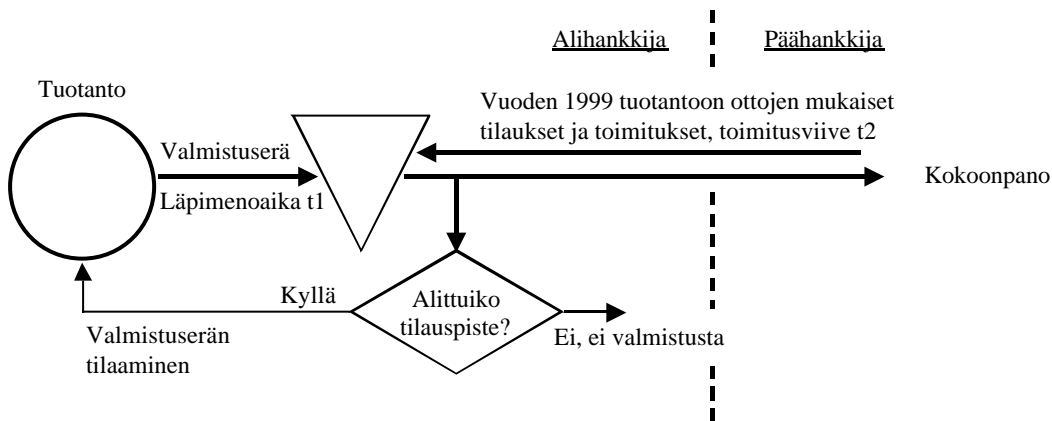 Alihankkija
Päähankkija
Tuotanto
Vuoden 1999 tuotantoon ottojen mukaiset
tilaukset ja toimitukset, toimitusviive t2
Valmistuserä
Läpimenoaika t1
Kokoonpano
Kyllä
Alittuiko
tilauspiste?
Ei, ei valmistusta
Valmistuserän
tilaaminen